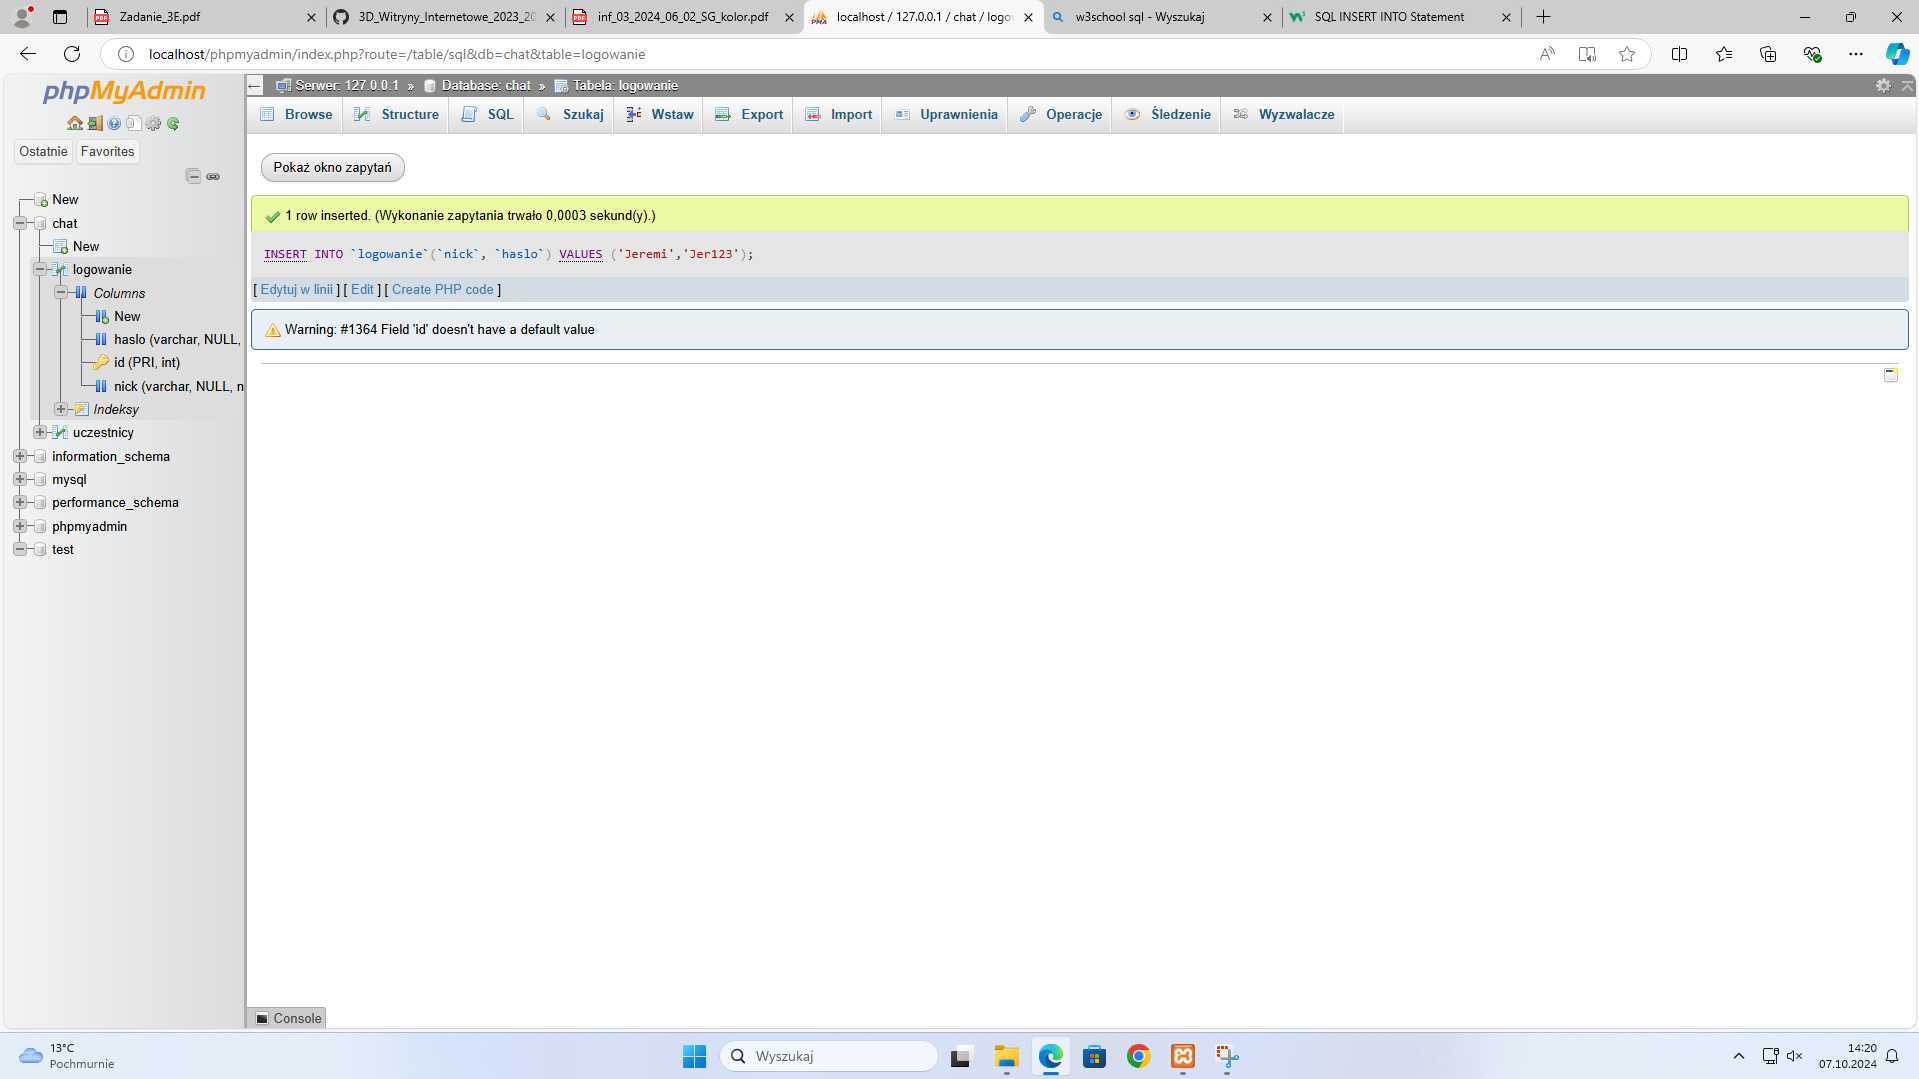 Zadanie_3E.pdf
3D_Witryny_Internetowe_2023_20
inf_03_2024_06_02_SG_kolor.pdf
localhost / 127.0.0.1 / chat / logo
w3school sql - Wyszukaj
SQL INSERT INTO Statement
localhost/phpmyadmin/index.php?route=/table/sql&db=chat&table=logowanie
phpMyAdmin
Ostatnie
Favorites
New
chat
New
logowanie
Columns
New
haslo (varchar, NULL,
id (PRI, int)
nick (varchar, NULL, n
Indeksy
uczestnicy
information_schema
mysql
performance_schema
phpmyadmin
test
Serwer: 127.0.0.1 » Database: chat » Tabela: logowanie
Browse
Structure
SQL
Szukaj
Wstaw
Export
Import
Uprawnienia
Operacje
Śledzenie
Wyzwalacze
Pokaż okno zapytań
1 row inserted. (Wykonanie zapytania trwało 0,0003 sekund(y).)
INSERT INTO `logowanie`(`nick`, `haslo`) VALUES ('Jeremi','Jer123');
[ Edytuj w linii ] [ Edit ] [ Create PHP code ]
Warning: #1364 Field 'id' doesn't have a default value
Console
13°C
Pochmurnie
Wyszukaj
14:20
07.10.2024